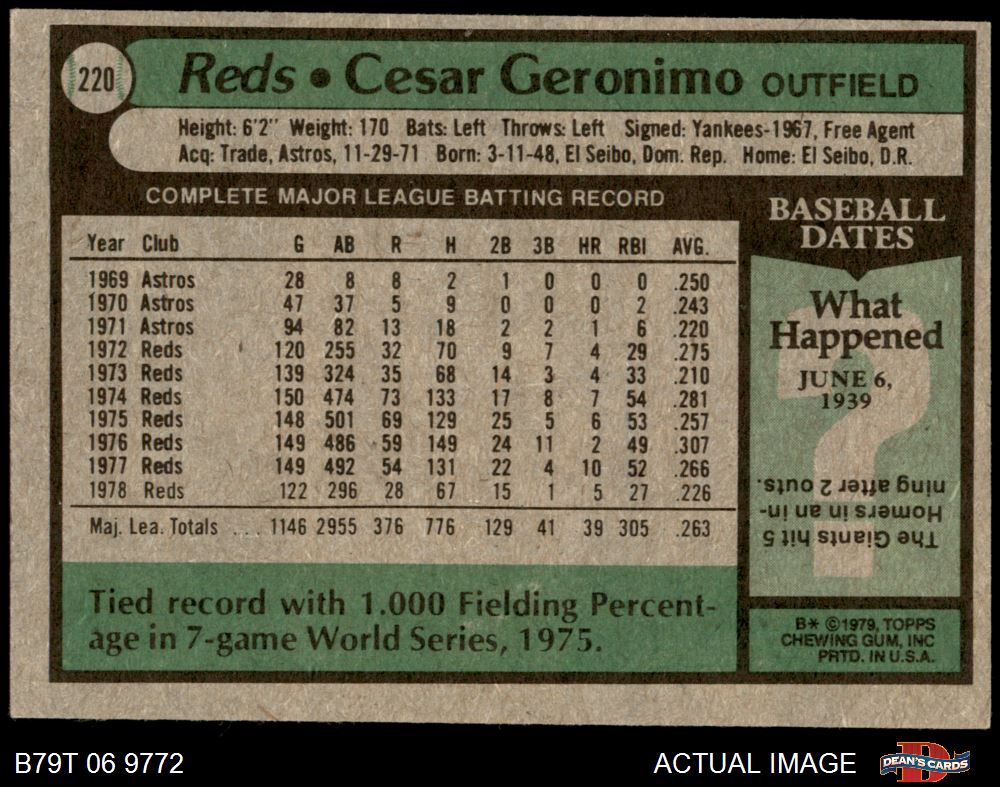 220
Reds • Cesar Geronimo OUTFIELD
Height: 6'2" Weight: 170 Bats: Left Throws: Left Signed: Yankees-1967, Free Agent
Acq: Trade, Astros, 11-29-71 Born: 3-11-48, El Seibo, Dom. Rep. Home: El Seibo, D.R.
COMPLETE MAJOR LEAGUE BATTING RECORD
Year Club G AB R H 2B 3B HR RBI AVG.
1969 Astros 28 8 8 2 1 0 0 0 .250
1970 Astros 47 37 5 9 0 0 0 2 .243
1971 Astros 94 82 13 18 2 2 1 6 .220
1972 Reds 120 255 32 70 9 7 4 29 .275
1973 Reds 139 324 35 68 14 3 4 33 .210
1974 Reds 150 474 73 133 17 8 7 54 .281
1975 Reds 148 501 69 129 25 5 6 53 .257
1976 Reds 149 486 59 149 24 11 2 49 .307
1977 Reds 149 492 54 131 22 4 10 52 .266
1978 Reds 122 296 28 67 15 1 5 27 .226
Maj. Lea. Totals ... 1146 2955 376 776 129 41 39 305 .263
Tied record with 1.000 Fielding Percent-
age in 7-game World Series, 1975.
BASEBALL
DATES
What
Happened
JUNE 6,
1939
?
The Giants hit 5
Homers in an in-
ning after 2 outs.
B* ©1979, TOPPS
CHEWING GUM, INC
PRTD. IN U.S.A.
B79T 06 9772
ACTUAL IMAGE
D
DEAN'S CARDS